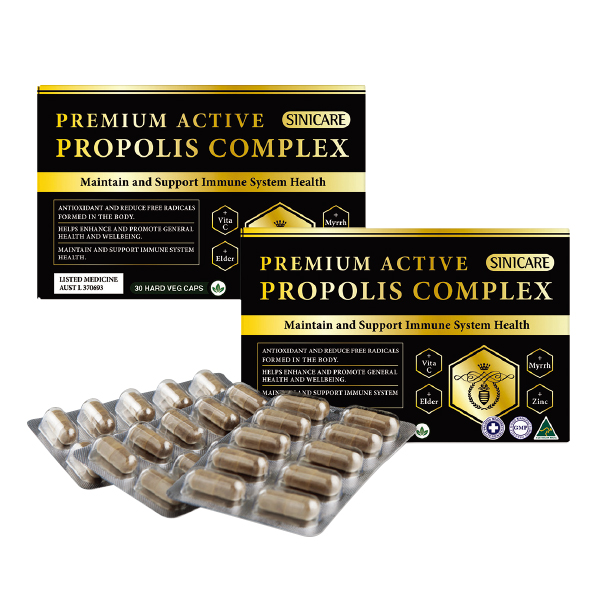 PREMIUM ACTIVE SINICARE
PROPOLIS COMPLEX
Maintain and Support Immune System Health
ANTIOXIDANT AND REDUCE FREE RADICALS
FORMED IN THE BODY.
HELPS ENHANCE AND PROMOTE GENERAL
HEALTH AND WELLBEING.
MAINTAIN AND SUPPORT IMMUNE SYSTEM
HEALTH.
+
Vita
C
+
Myrrh
+
Elder
LISTED MEDICINE
AUST L 370693
30 HARD VEG CAPS
PREMIUM ACTIVE SINICARE
PROPOLIS COMPLEX
Maintain and Support Immune System Health
ANTIOXIDANT AND REDUCE FREE RADICALS
FORMED IN THE BODY.
HELPS ENHANCE AND PROMOTE GENERAL
HEALTH AND WELLBEING.
AND SUPPORT IMMUNE SYSTEM
+
Vita
C
+
Myrrh
+
Elder
+
Zinc
GMP